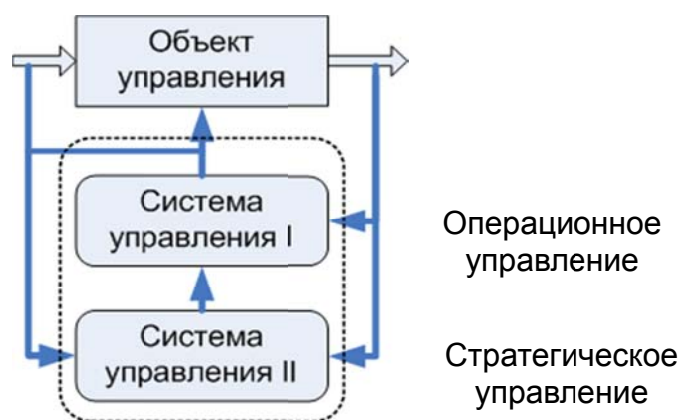 Объект
управления
Система
управления I
Операционное
управление
Система
управления II
Стратегическое
управление